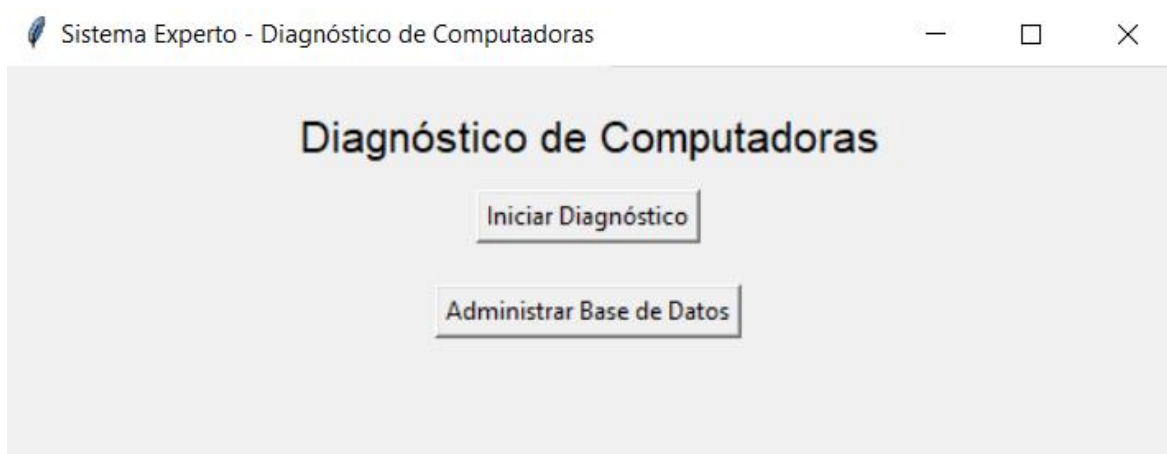 Sistema Experto - Diagnóstico de Computadoras
Diagnóstico de Computadoras
Iniciar Diagnóstico
Administrar Base de Datos